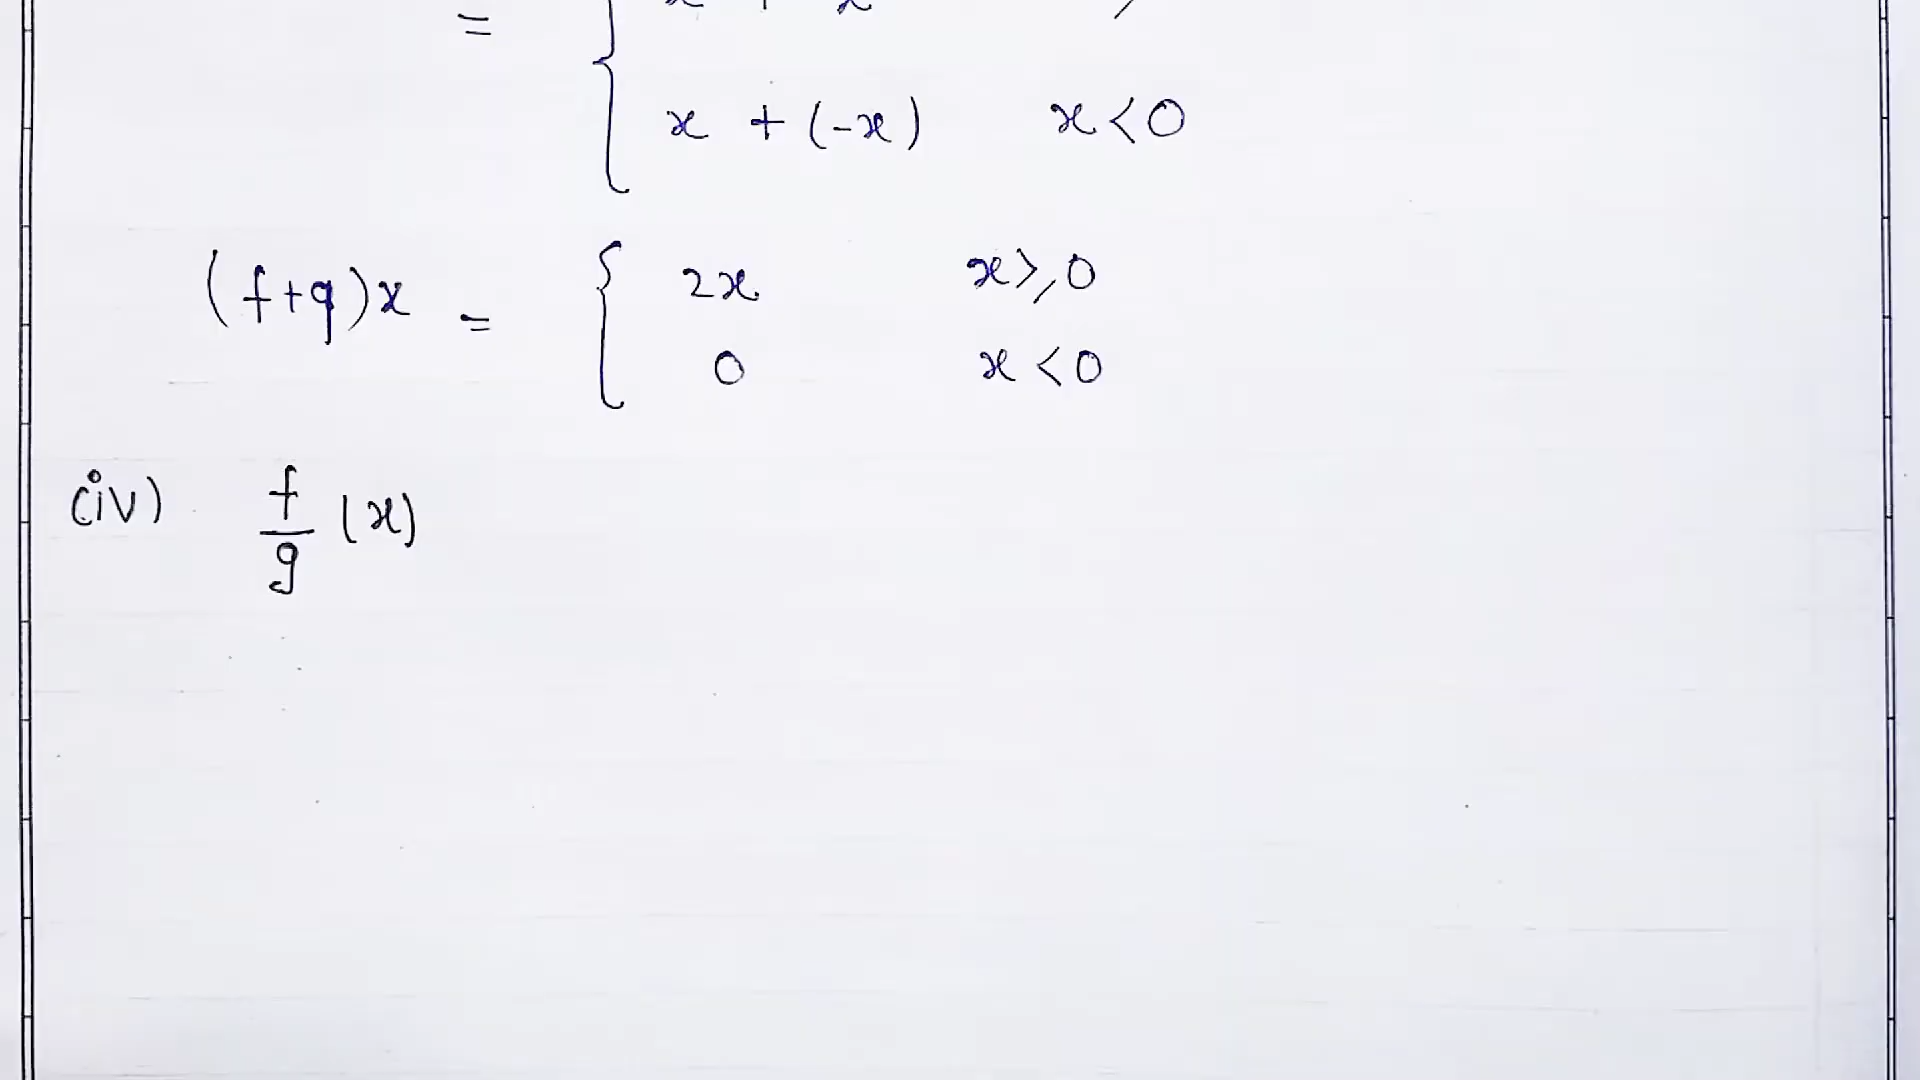 = { x + x
x + (-x) x < 0
(f+g)x = { 2x x ≥ 0
0 x < 0
(iv) f/g (x)